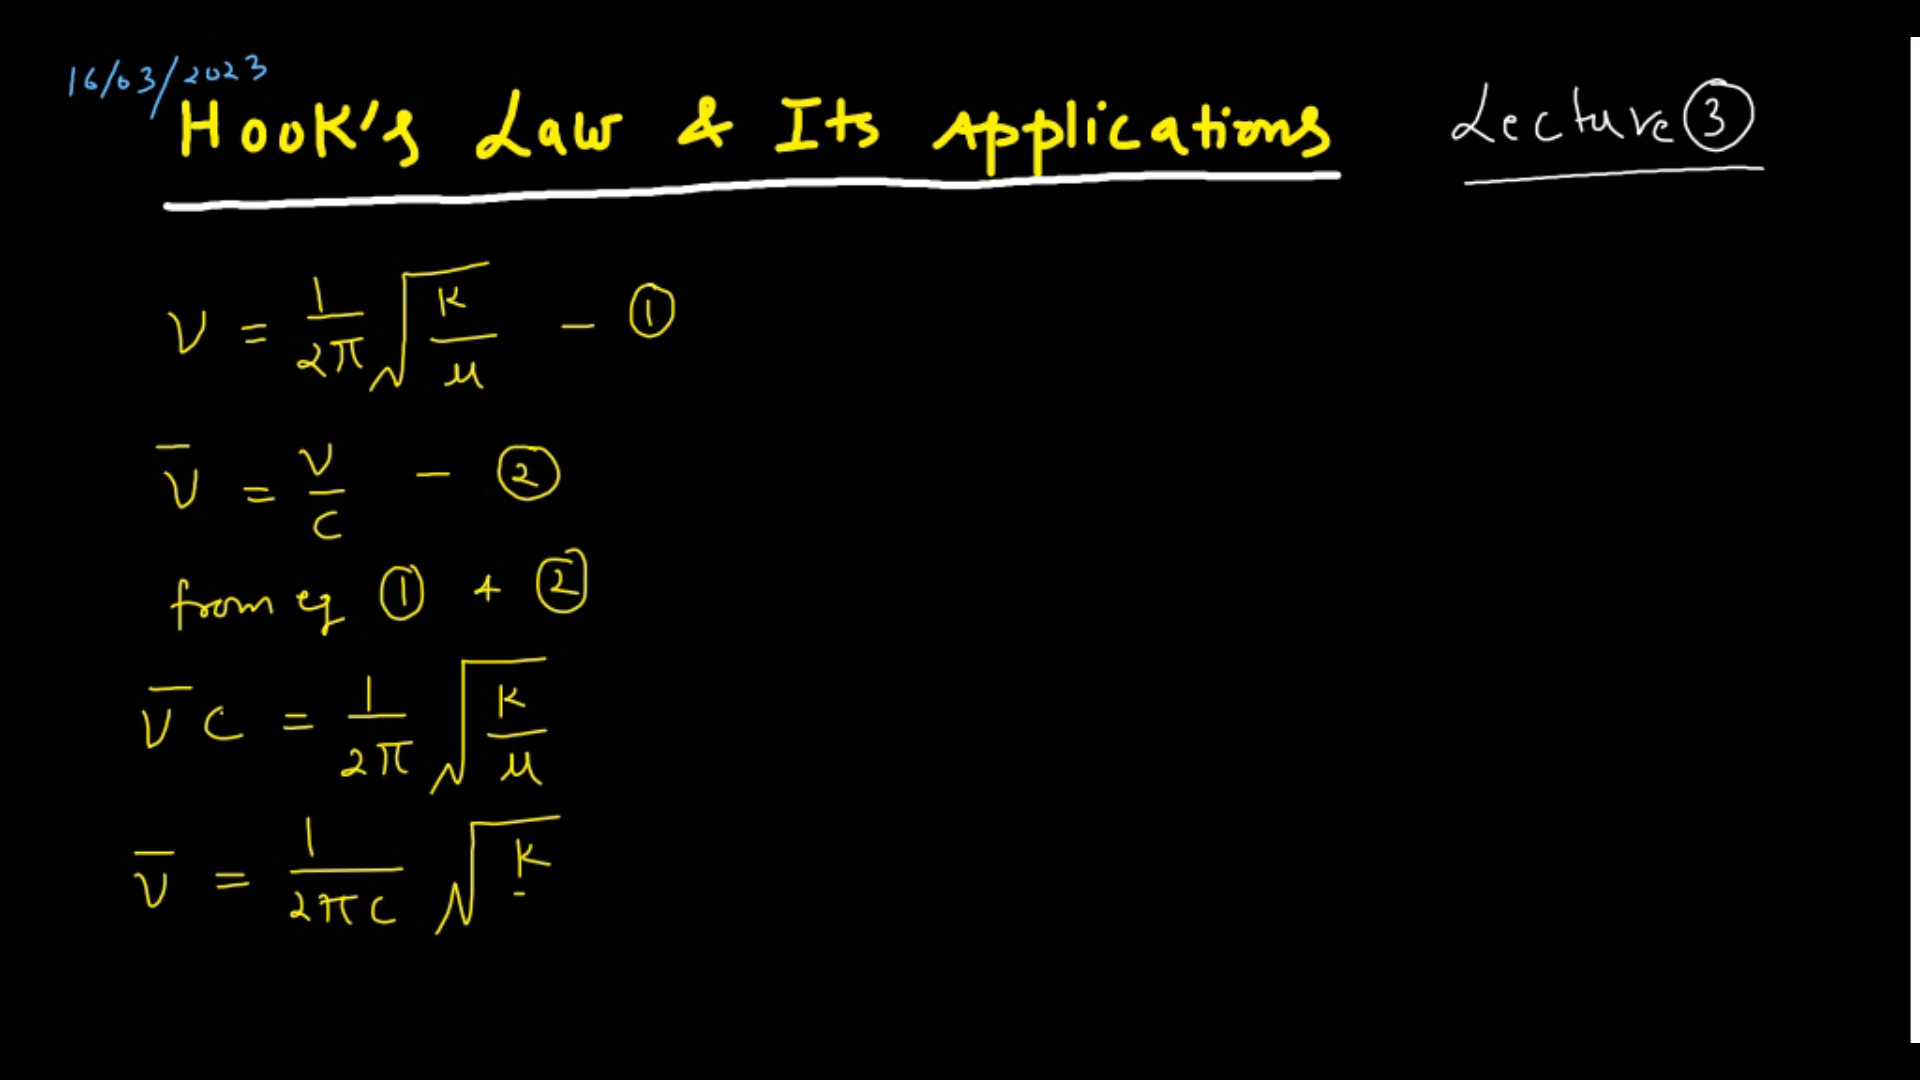 16/03/2023
Hook's Law & Its Applications Lecture ③
ν = 1/2π √K/μ - ①
ν̅ = ν/c - ②
from eq ① + ②
ν̅ c = 1/2π √K/μ
ν̅ = 1/2πc √K